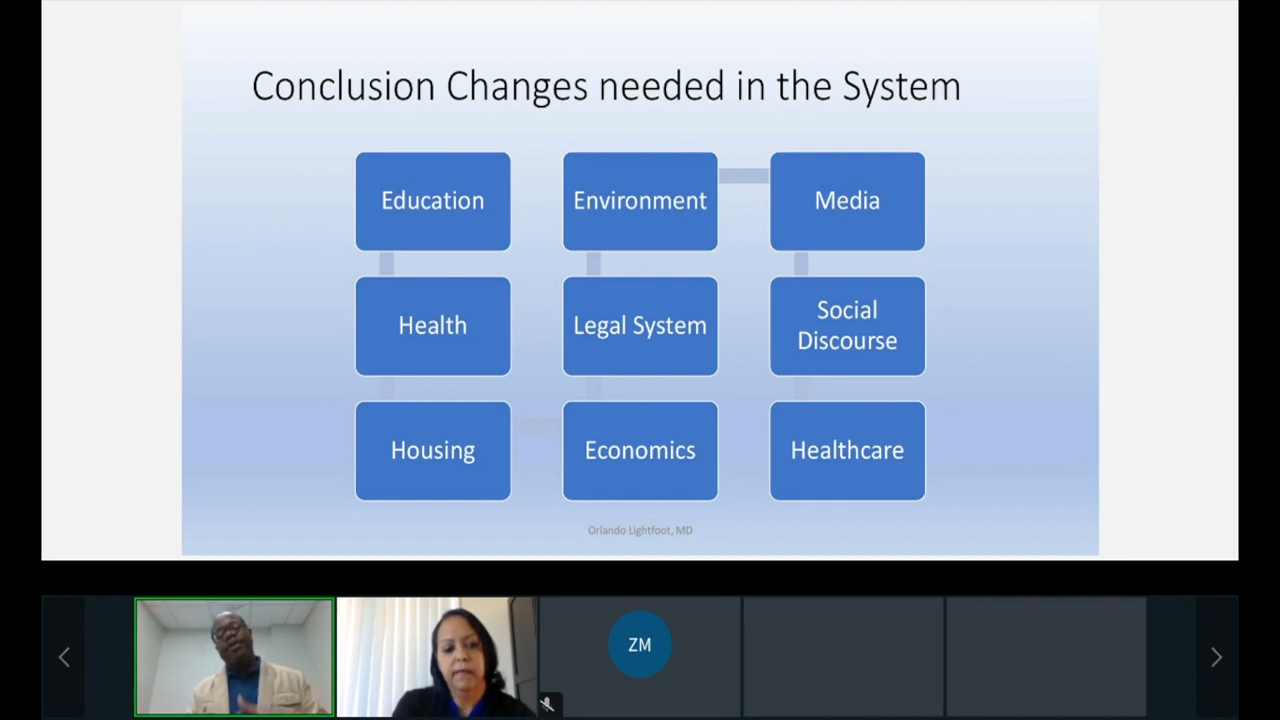 Conclusion Changes needed in the System
Education
Environment
Media
Health
Legal System
Social
Discourse
Housing
Economics
Healthcare
Orlando Lightfoot, MD
ZM